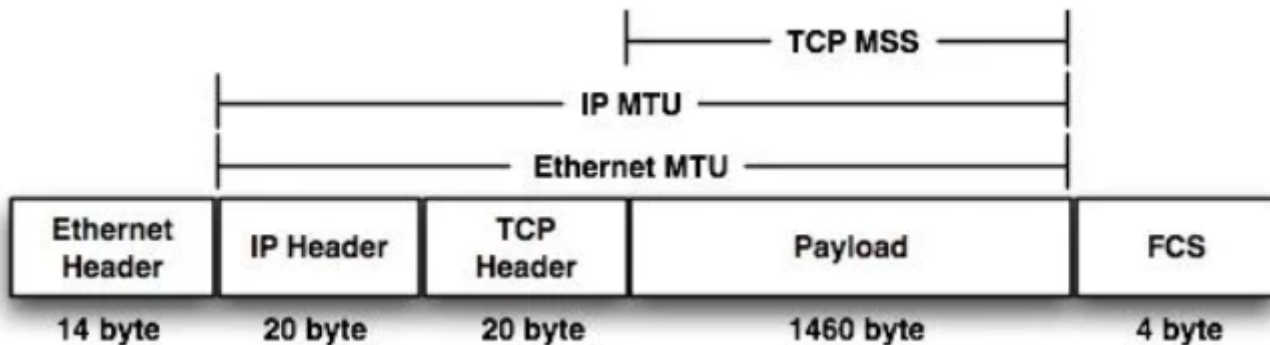 TCP MSS
IP MTU
Ethernet MTU
Ethernet
Header
IP Header
TCP
Header
Payload
FCS
14 byte
20 byte
20 byte
1460 byte
4 byte